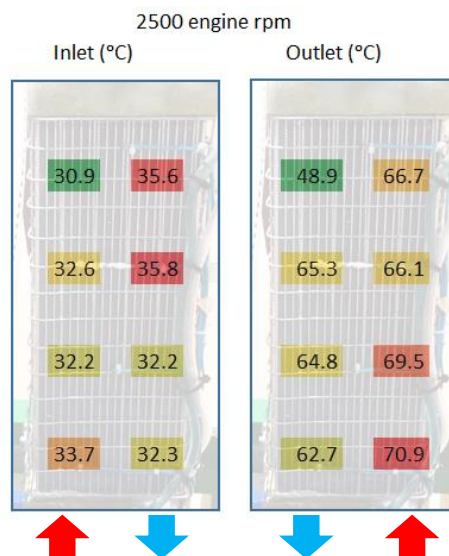 2500 engine rpm
Inlet (°C) Outlet (°C)
30.9 35.6 48.9 66.7
32.6 35.8 65.3 66.1
32.2 32.2 64.8 69.5
33.7 32.3 62.7 70.9